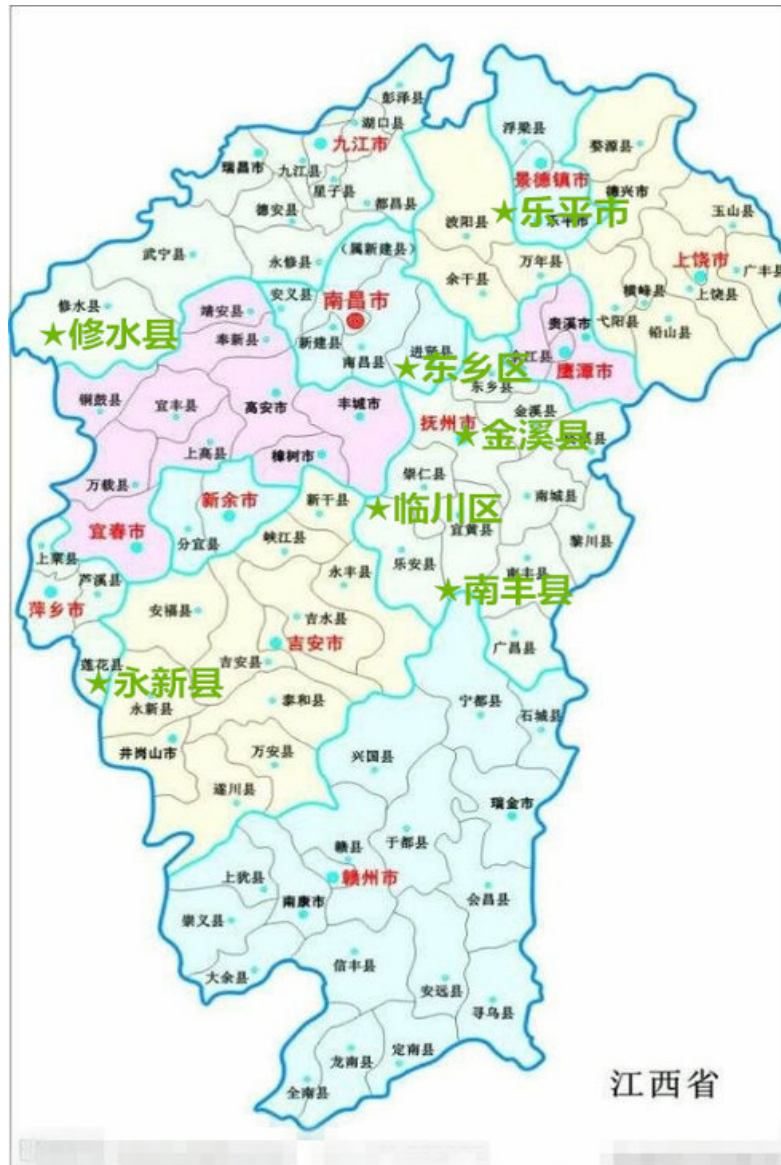 彭泽县
湖口县
九江市
瑞昌市
九江县
星子县
德安县
都昌县
浮梁县
景德镇市
婺源县
德兴市
★乐平市
乐平市
波阳县
玉山县
武宁县
永修县
(属新建县)
余干县
万年县
上饶市
广丰县
上饶县
横峰县
弋阳县
铅山县
修水县
★修水县
靖安县
奉新县
安义县
南昌市
新建县
南昌县
进贤县
★东乡区
东乡县
贵溪市
余江县
鹰潭市
铜鼓县
宜丰县
高安市
丰城市
上高县
樟树市
抚州市
金溪县
★金溪县
万载县
新余市
新干县
崇仁县
★临川区
宜黄县
南城县
黎川县
宜春市
分宜县
峡江县
上栗县
芦溪县
萍乡市
永丰县
乐安县
南丰县
★南丰县
安福县
吉水县
吉安市
广昌县
莲花县
★永新县
永新县
吉安县
泰和县
宁都县
石城县
井冈山市
万安县
兴国县
遂川县
瑞金市
于都县
赣县
赣州市
上犹县
南康市
会昌县
崇义县
大余县
信丰县
安远县
寻乌县
龙南县
定南县
全南县
江西省